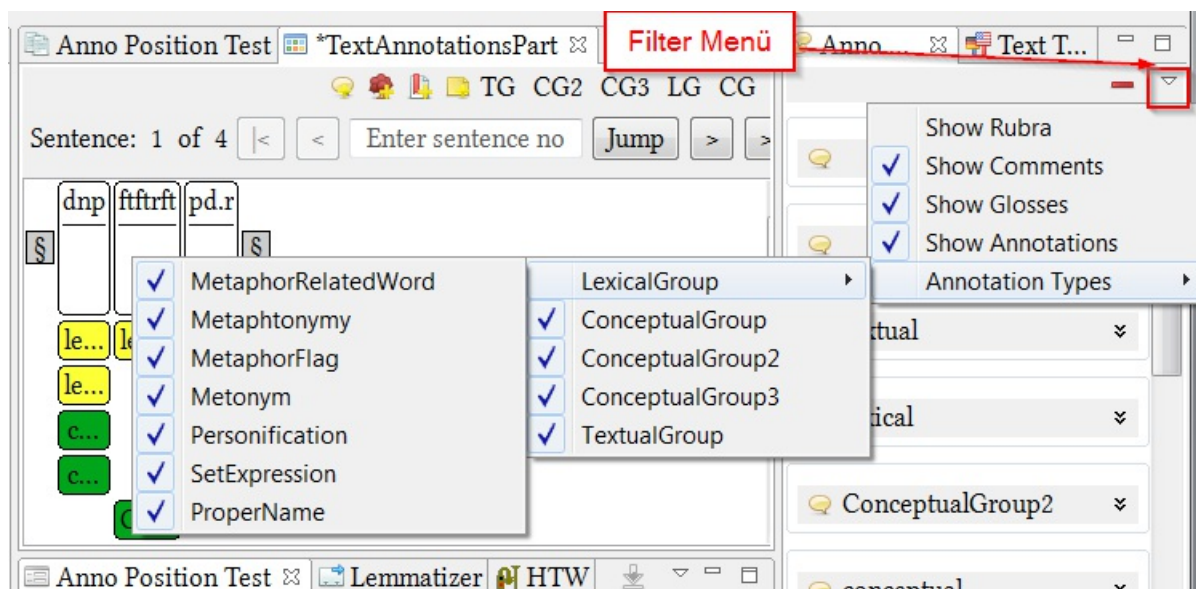 Anno Position Test
*TextAnnotationsPart
Filter Menü
Anno....
Text T...
TG CG2 CG3 LG CG
Sentence: 1 of 4 |< < Enter sentence no Jump > >
Show Rubra
Show Comments
Show Glosses
Show Annotations
Annotation Types
dnp ftftrft pd.r
§ §
MetaphorRelatedWord
Metaphtonymy
MetaphorFlag
Metonym
Personification
SetExpression
ProperName
LexicalGroup
ConceptualGroup
ConceptualGroup2
ConceptualGroup3
TextualGroup
le...
le...
c...
c...
ConceptualGroup2
conceptual
Anno Position Test
Lemmatizer
HTW